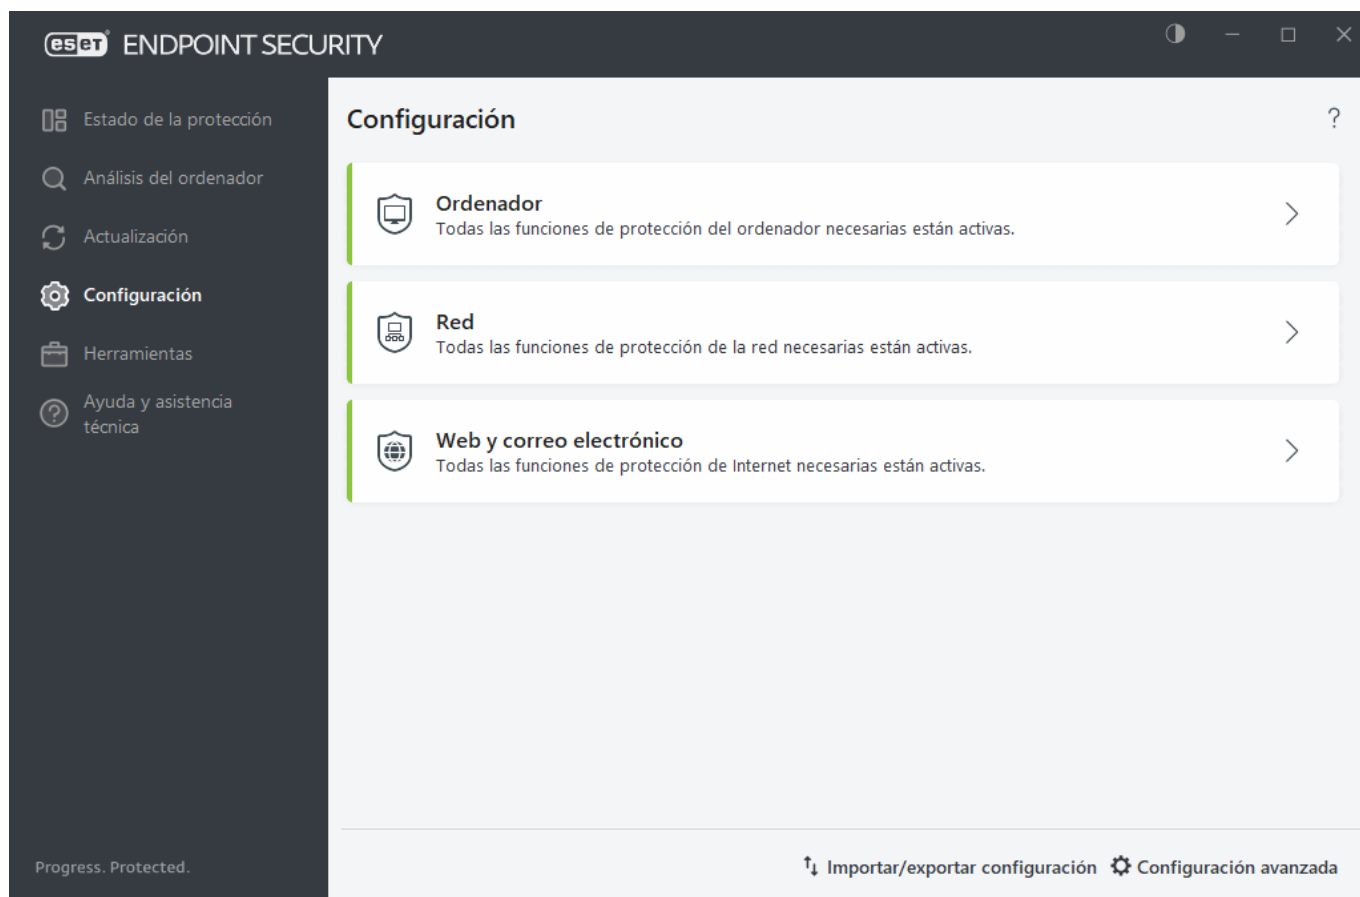 eset ENDPOINT SECURITY
Estado de la protección
Análisis del ordenador
Actualización
Configuración
Herramientas
Ayuda y asistencia
técnica
Progress. Protected.
Configuración
?
Ordenador
Todas las funciones de protección del ordenador necesarias están activas.
Red
Todas las funciones de protección de la red necesarias están activas.
Web y correo electrónico
Todas las funciones de protección de Internet necesarias están activas.
Importar/exportar configuración Configuración avanzada